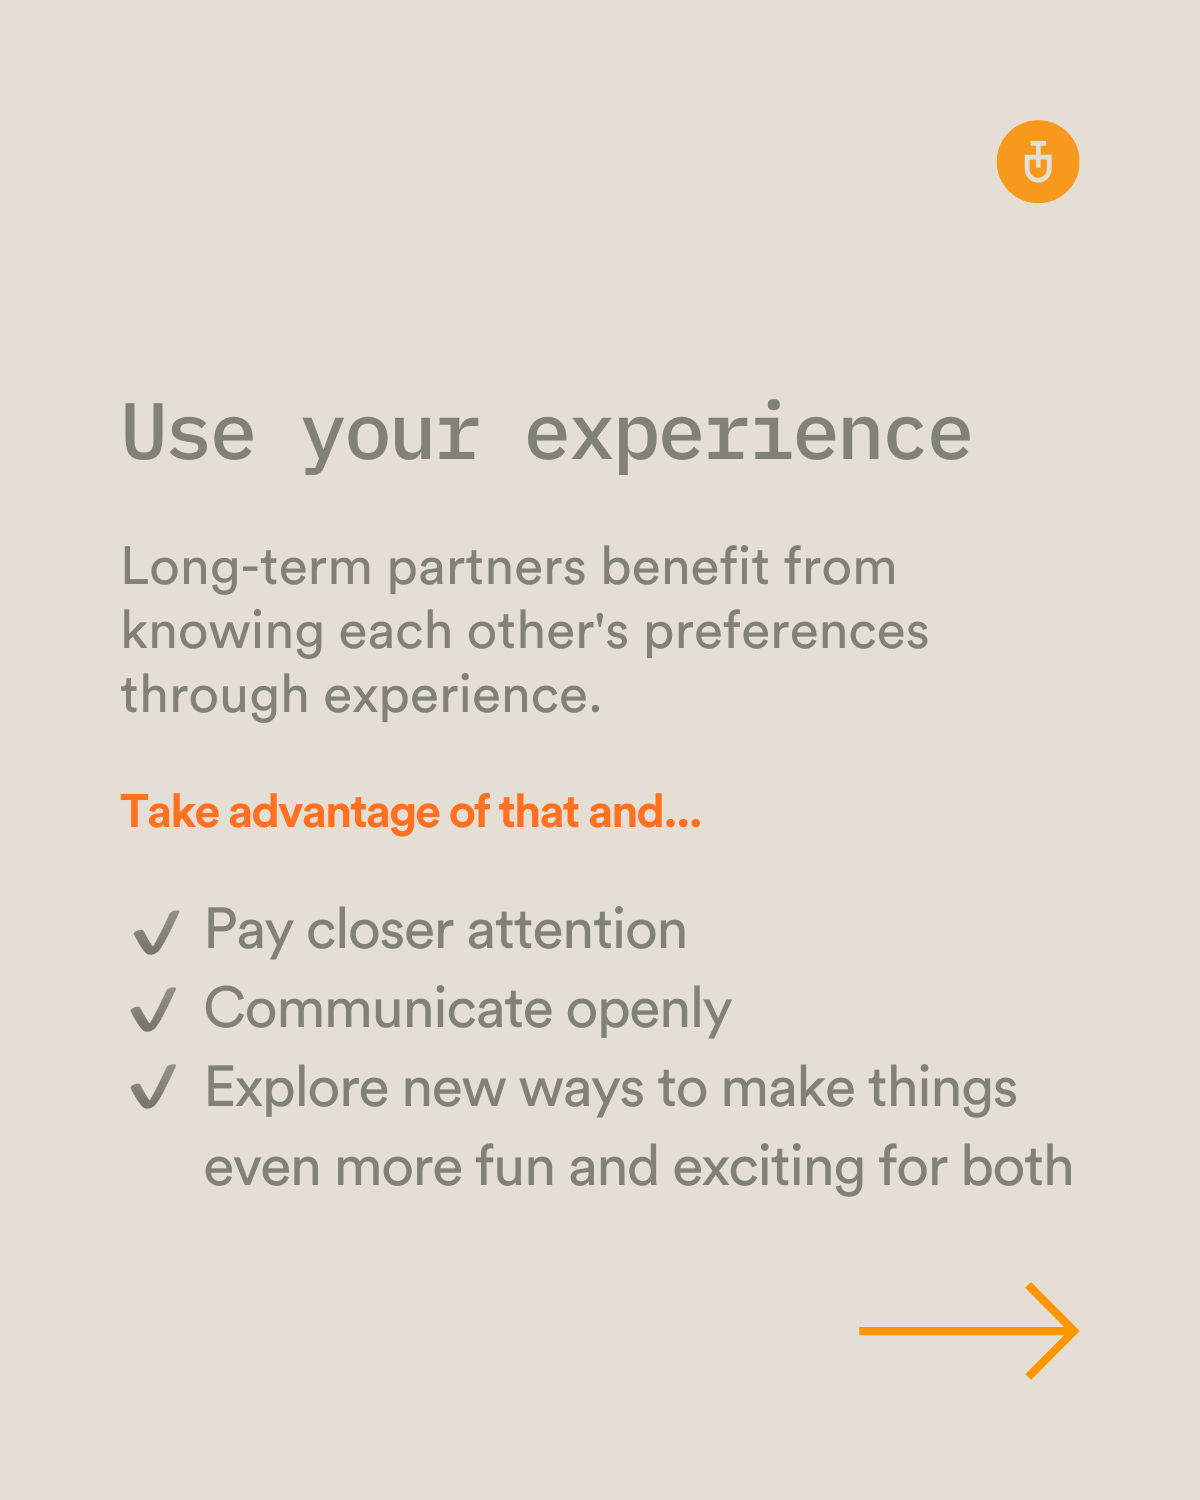 Use your experience
Long-term partners benefit from
knowing each other's preferences
through experience.
Take advantage of that and...
✔ Pay closer attention
✔ Communicate openly
✔ Explore new ways to make things
even more fun and exciting for both